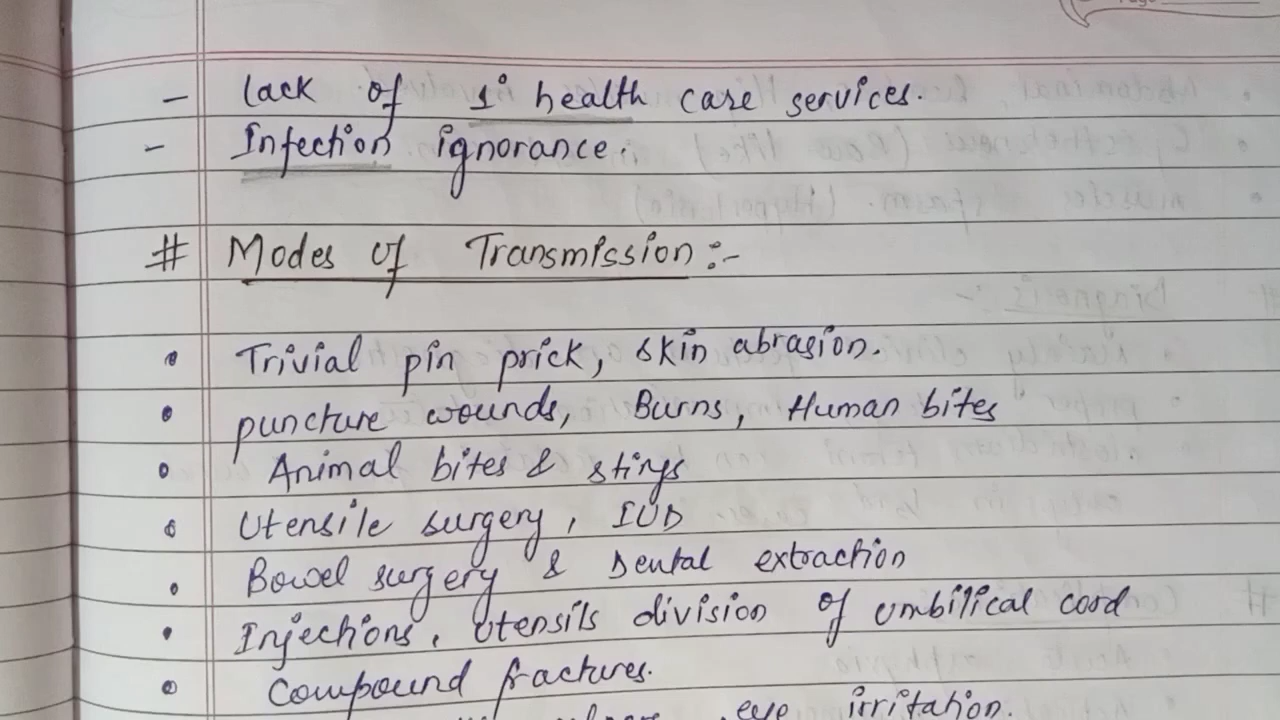 - lack of 1° health care services.
- Infection ignorance.
# Modes of Transmission :-
• Trivial pin prick, skin abrasion.
• puncture wounds, Burns, Human bites
• Animal bites & stings
• Utensile surgery, IUD
• Bowel surgery & Dental extraction
• Injections, Utensils division of umbilical cord
• Compound fractures.
eye irritation.